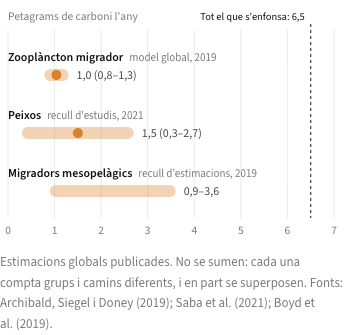 Petagrams de carboni l'any
Tot el que s'enfonsa: 6,5
Zooplàncton migrador model global, 2019
1,0 (0,8–1,3)
Peixos recull d'estudis, 2021
1,5 (0,3–2,7)
Migradors mesopelàgics recull d'estimacions, 2019
0,9–3,6
0 1 2 3 4 5 6 7
Estimacions globals publicades. No se sumen: cada una
compta grups i camins diferents, i en part se superposen. Fonts:
Archibald, Siegel i Doney (2019); Saba et al. (2021); Boyd et
al. (2019).